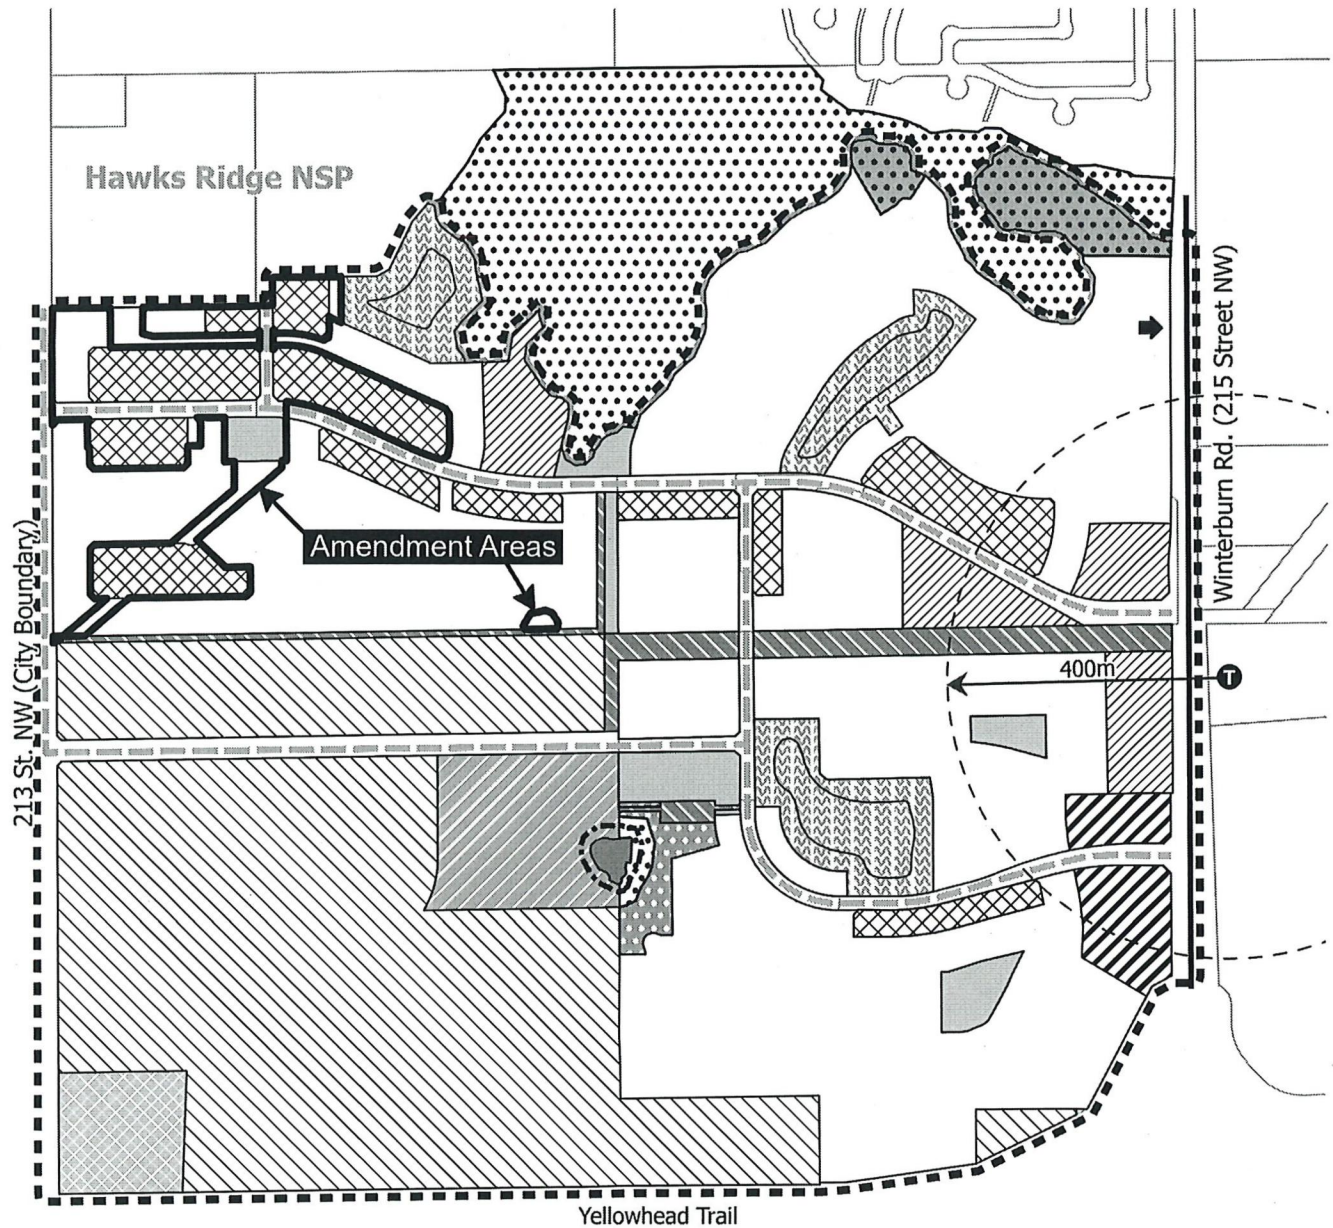 Hawks Ridge NSP
Winterburn Rd. (215 Street NW)
Amendment Areas
213 St. NW (City Boundary)
400m
T
Yellowhead Trail